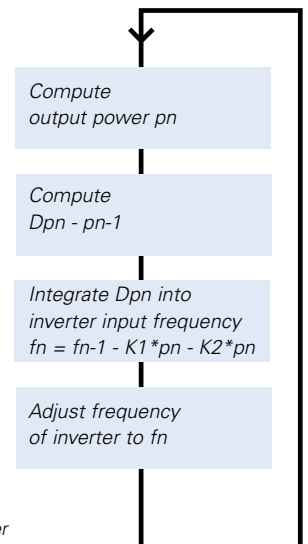 Compute
output power pn
Compute
Dpn - pn-1
Integrate Dpn into
inverter input frequency
fn = fn-1 - K1*pn - K2*pn
Adjust frequency
of inverter to fn
er